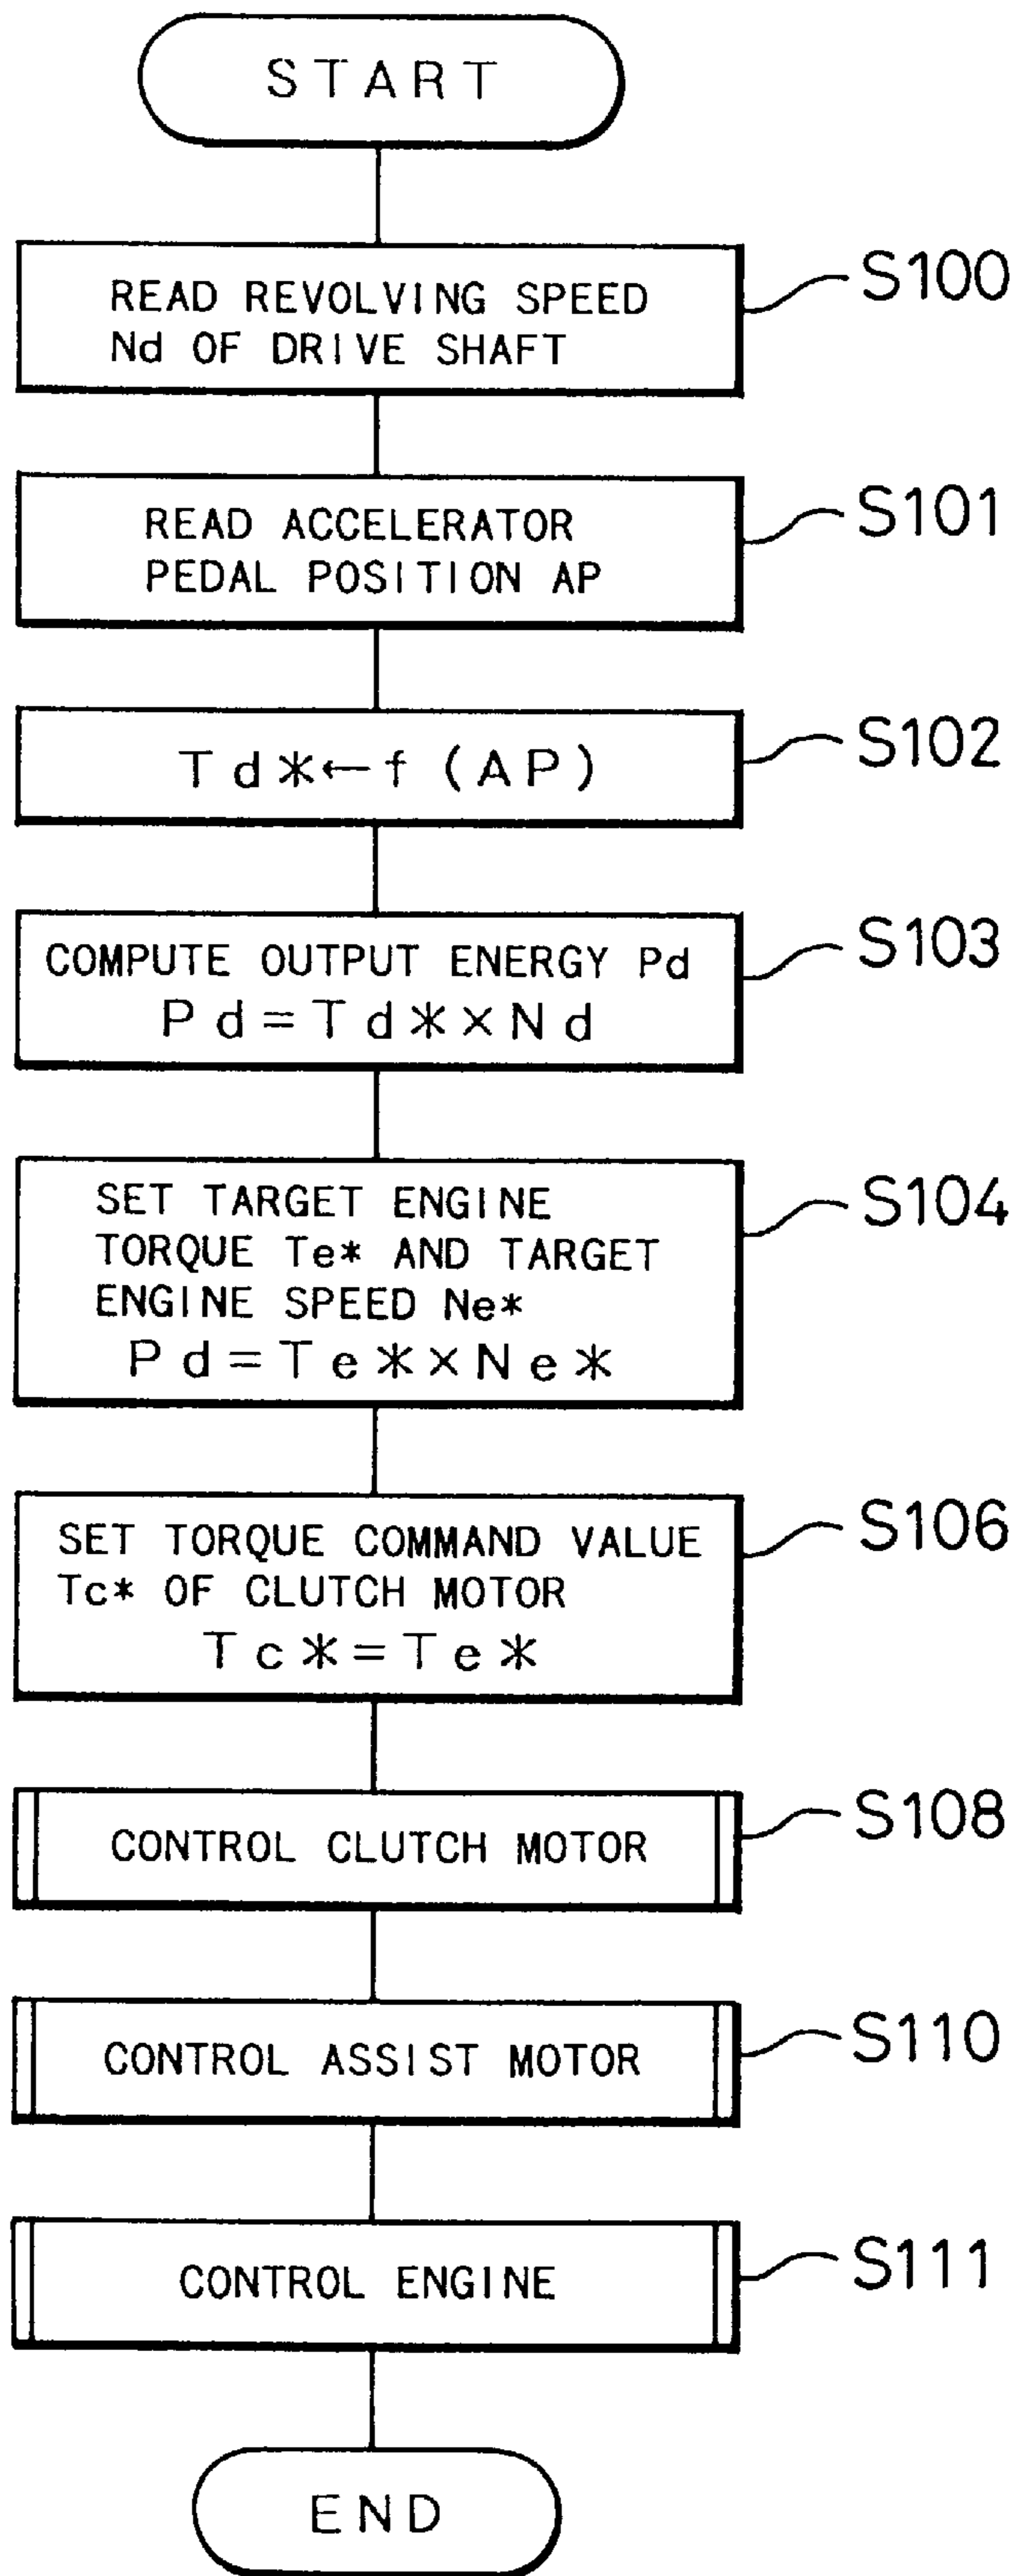 START
READ REVOLVING SPEED
Nd OF DRIVE SHAFT
S100
READ ACCELERATOR
PEDAL POSITION AP
S101
Td*←f(AP)
S102
COMPUTE OUTPUT ENERGY Pd
Pd=Td*×Nd
S103
SET TARGET ENGINE
TORQUE Te* AND TARGET
ENGINE SPEED Ne*
Pd=Te*×Ne*
S104
SET TORQUE COMMAND VALUE
Tc* OF CLUTCH MOTOR
Tc*=Te*
S106
CONTROL CLUTCH MOTOR
S108
CONTROL ASSIST MOTOR
S110
CONTROL ENGINE
S111
END